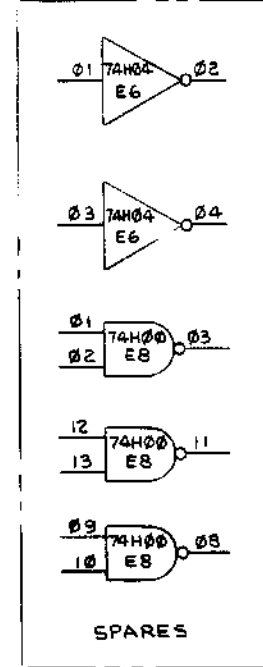 Ø1 74HØ4 Ø2
E6
Ø3 74HØ4 Ø4
E6
Ø1 74HØØ Ø3
Ø2 E8
12 74HØØ 11
13 E8
Ø9 74HØØ Ø8
1Ø E8
SPARES